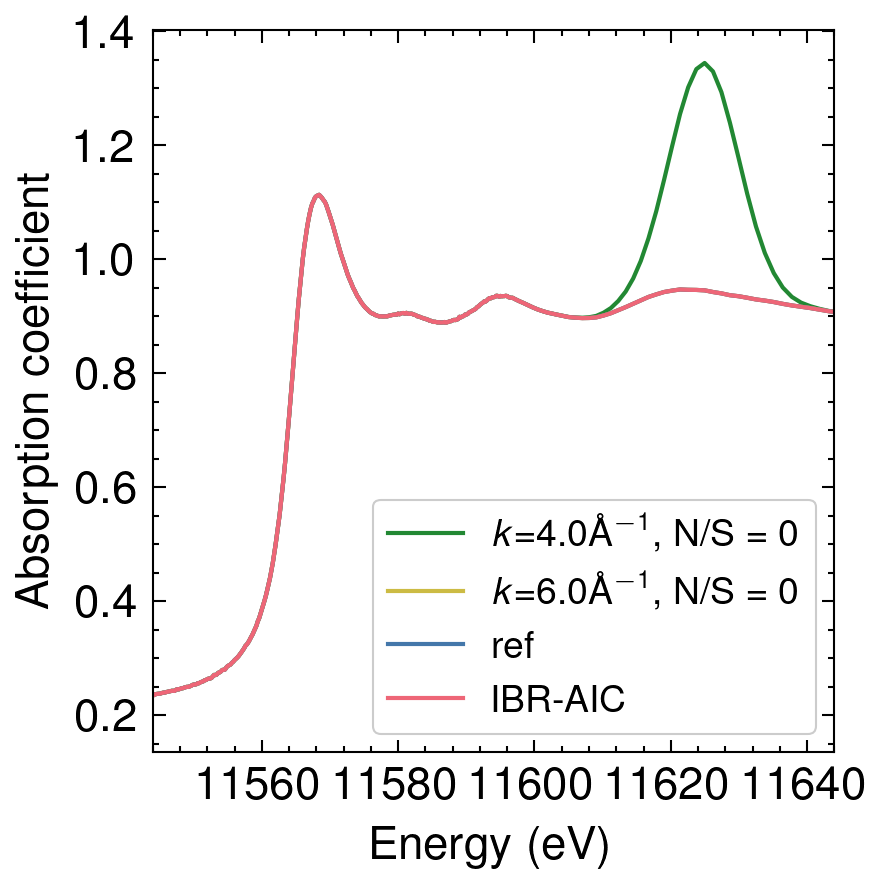 1.4
1.2
1.0
0.8
0.6
0.4
0.2
Absorption coefficient
k=4.0Å⁻¹, N/S = 0
k=6.0Å⁻¹, N/S = 0
ref
IBR-AIC
11560 11580 11600 11620 11640
Energy (eV)